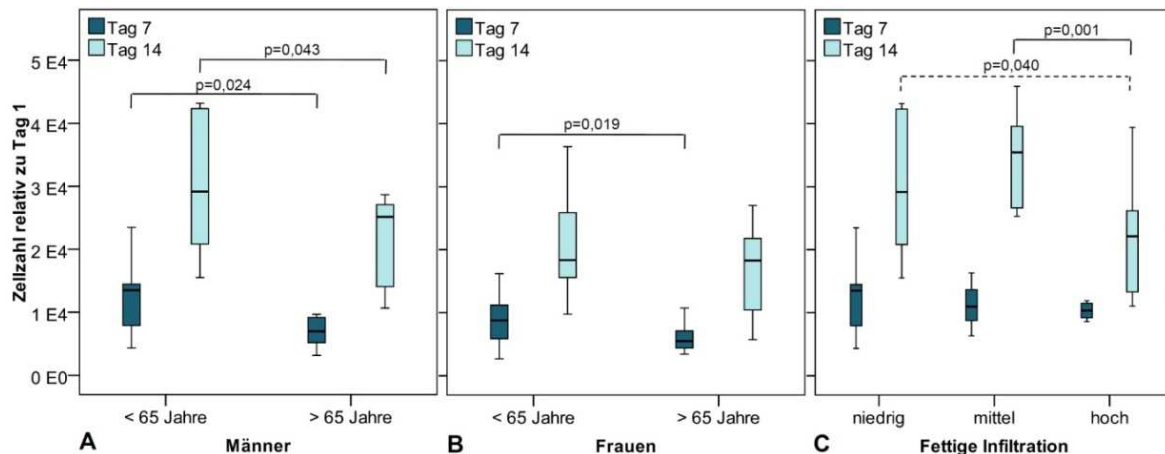 Tag 7
Tag 14
Tag 7
Tag 14
Tag 7
Tag 14
Zellzahl relativ zu Tag 1
5 E4
4 E4
3 E4
2 E4
1 E4
0 E0
p=0,043
p=0,024
p=0,019
p=0,001
p=0,040
< 65 Jahre
> 65 Jahre
< 65 Jahre
> 65 Jahre
niedrig
mittel
hoch
A
Männer
B
Frauen
C
Fettige Infiltration